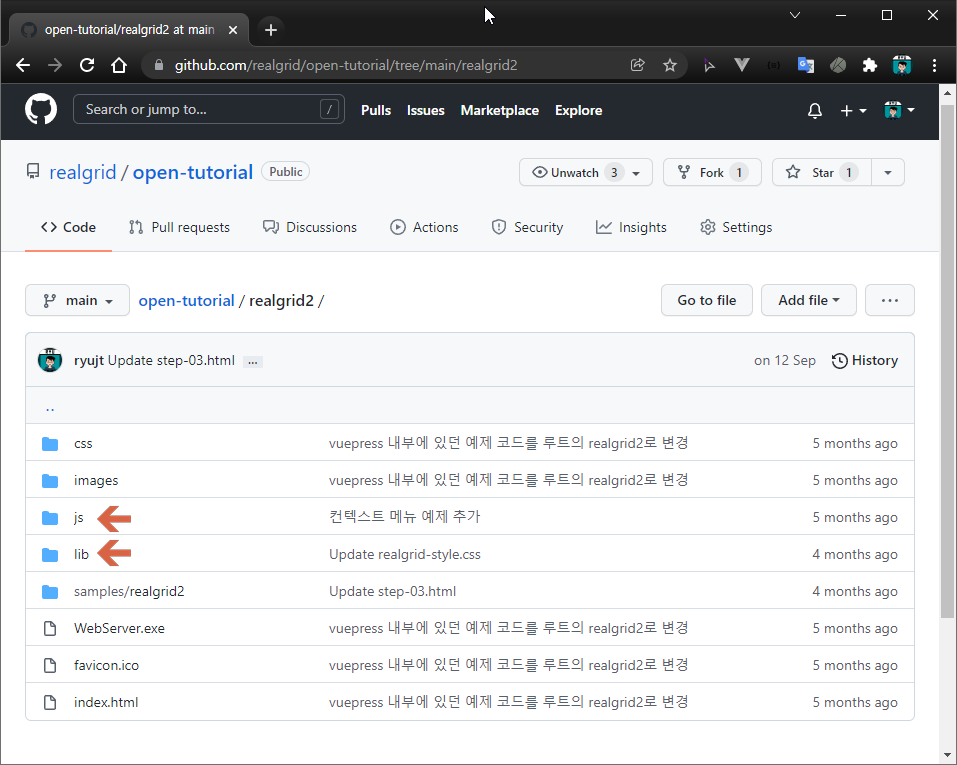 open-tutorial/realgrid2 at main
github.com/realgrid/open-tutorial/tree/main/realgrid2
Search or jump to... /
Pulls Issues Marketplace Explore
realgrid / open-tutorial Public
Unwatch 3 Fork 1 Star 1
Code Pull requests Discussions Actions Security Insights Settings
main open-tutorial / realgrid2 / Go to file Add file ...
ryujt Update step-03.html ... on 12 Sep History
..
css vuepress 내부에 있던 예제 코드를 루트의 realgrid2로 변경 5 months ago
images vuepress 내부에 있던 예제 코드를 루트의 realgrid2로 변경 5 months ago
js 컨텍스트 메뉴 예제 추가 5 months ago
lib Update realgrid-style.css 4 months ago
samples/realgrid2 Update step-03.html 4 months ago
WebServer.exe vuepress 내부에 있던 예제 코드를 루트의 realgrid2로 변경 5 months ago
favicon.ico vuepress 내부에 있던 예제 코드를 루트의 realgrid2로 변경 5 months ago
index.html vuepress 내부에 있던 예제 코드를 루트의 realgrid2로 변경 5 months ago